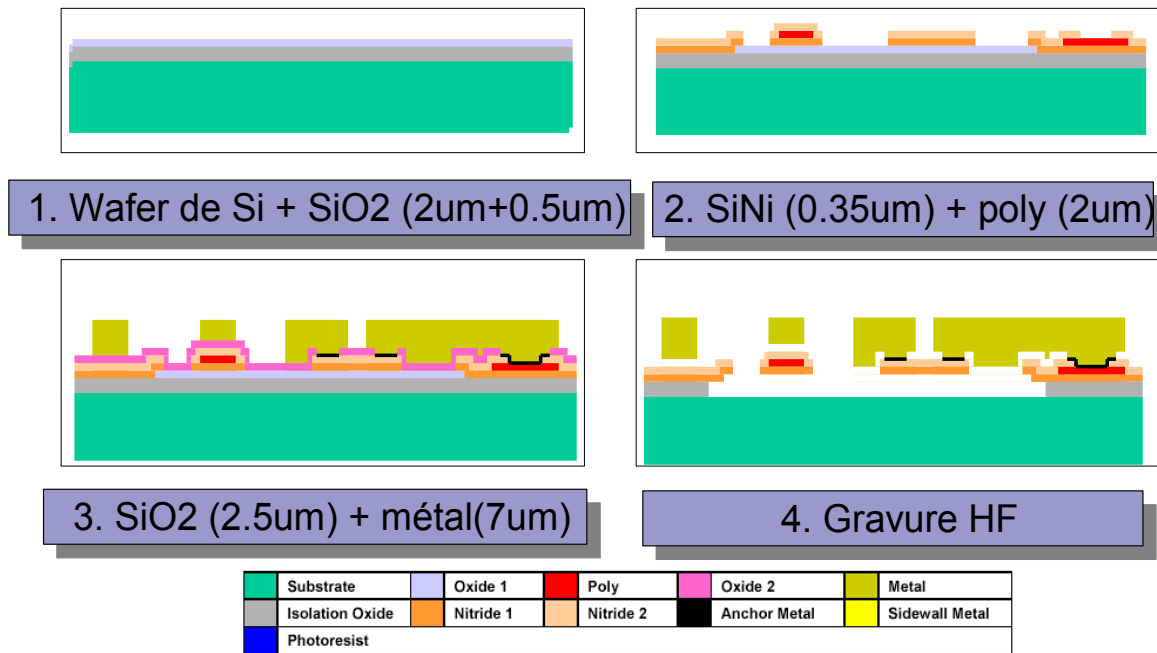 1. Wafer de Si + SiO2 (2um+0.5um)
2. SiNi (0.35um) + poly (2um)
3. SiO2 (2.5um) + métal(7um)
4. Gravure HF
Substrate Oxide 1 Poly Oxide 2 Metal
Isolation Oxide Nitride 1 Nitride 2 Anchor Metal Sidewall Metal
Photoresist